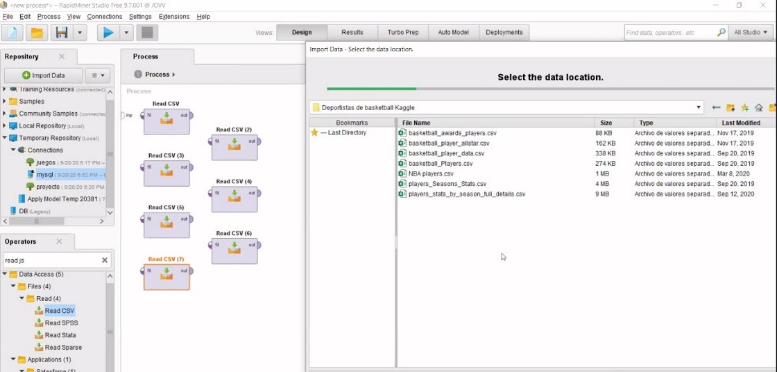 <new process*> – RapidMiner Studio Free 9.7.001 @ JOVV
File Edit Process View Connections Settings Extensions Help
Views: Design Results Turbo Prep Auto Model Deployments
Find data, operators...etc All Studio
Repository
Import Data
Training Resources (connected
Samples
Community Samples (connected
Local Repository (Local)
Temporary Repository (Local)
Connections
juegos
mysql
proyecto
Apply Model Temp 20381
DB (Legacy)
Operators
read js
Data Access (5)
Files (4)
Read (4)
Read CSV
Read SPSS
Read Stata
Read Sparse
Applications (1)
Salesforce (1)
Process
Process
Process
inp
Read CSV
Read CSV (2)
Read CSV (3)
Read CSV (4)
Read CSV (5)
Read CSV (6)
Read CSV (7)
Import Data - Select the data location.
Select the data location.
Deportistas de basketball Kaggle
Bookmarks
Last Directory
File Name Size Type Last Modified
basketball_awards_players.csv 88 KB Archivo de valores separad... Nov 17, 2019
basketball_player_allstar.csv 162 KB Archivo de valores separad... Nov 17, 2019
basketball_player_data.csv 338 KB Archivo de valores separad... Sep 20, 2019
basketball_Players.csv 274 KB Archivo de valores separad... Sep 20, 2019
NBA players.csv 1 MB Archivo de valores separad... Mar 8, 2020
players_Seasons_Stats.csv 4 MB Archivo de valores separad... Sep 20, 2019
players_stats_by_season_full_details.csv 9 MB Archivo de valores separad... Sep 12, 2020